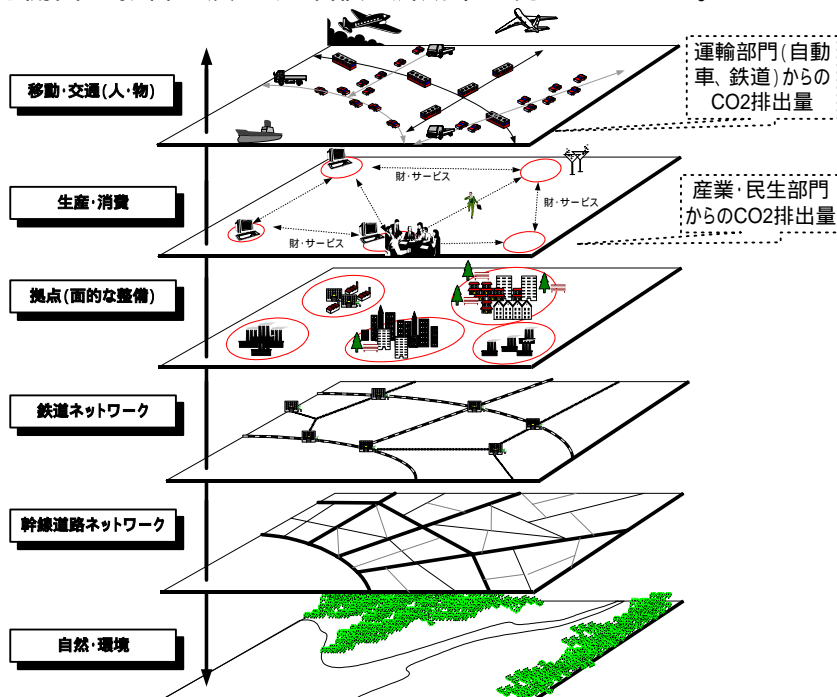 移動・交通(人・物)
運輸部門(自動
車、鉄道)からの
CO2排出量
生産・消費
財・サービス
財・サービス
財・サービス
産業・民生部門
からのCO2排出量
拠点(面的な整備)
鉄道ネットワーク
幹線道路ネットワーク
自然・環境